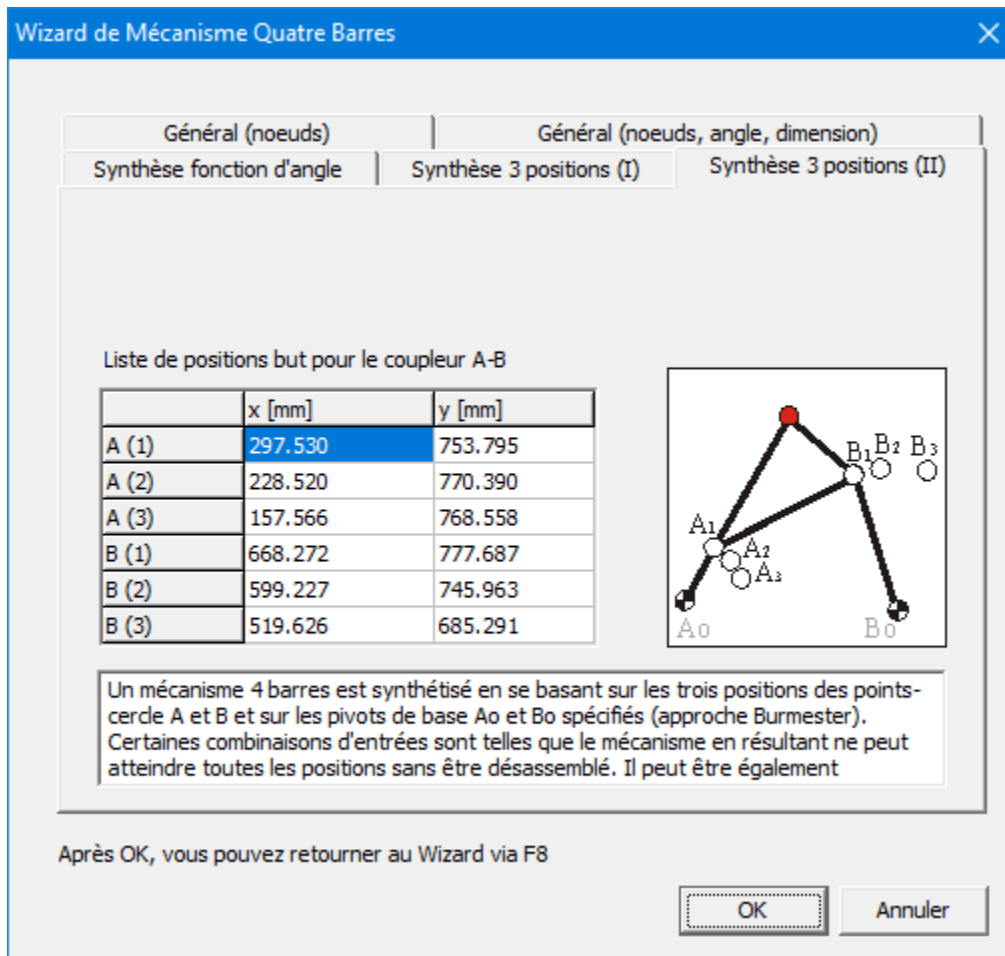 Wizard de Mécanisme Quatre Barres
Général (noeuds)
Général (noeuds, angle, dimension)
Synthèse fonction d'angle
Synthèse 3 positions (I)
Synthèse 3 positions (II)
Liste de positions but pour le coupleur A-B
x [mm] y [mm]
A (1) 297.530 753.795
A (2) 228.520 770.390
A (3) 157.566 768.558
B (1) 668.272 777.687
B (2) 599.227 745.963
B (3) 519.626 685.291
B1 B2 B3
A1
A2
A3
Ao Bo
Un mécanisme 4 barres est synthétisé en se basant sur les trois positions des points-
cercle A et B et sur les pivots de base Ao et Bo spécifiés (approche Burmester).
Certaines combinaisons d'entrées sont telles que le mécanisme en résultant ne peut
atteindre toutes les positions sans être désassemblé. Il peut être également
Après OK, vous pouvez retourner au Wizard via F8
OK
Annuler